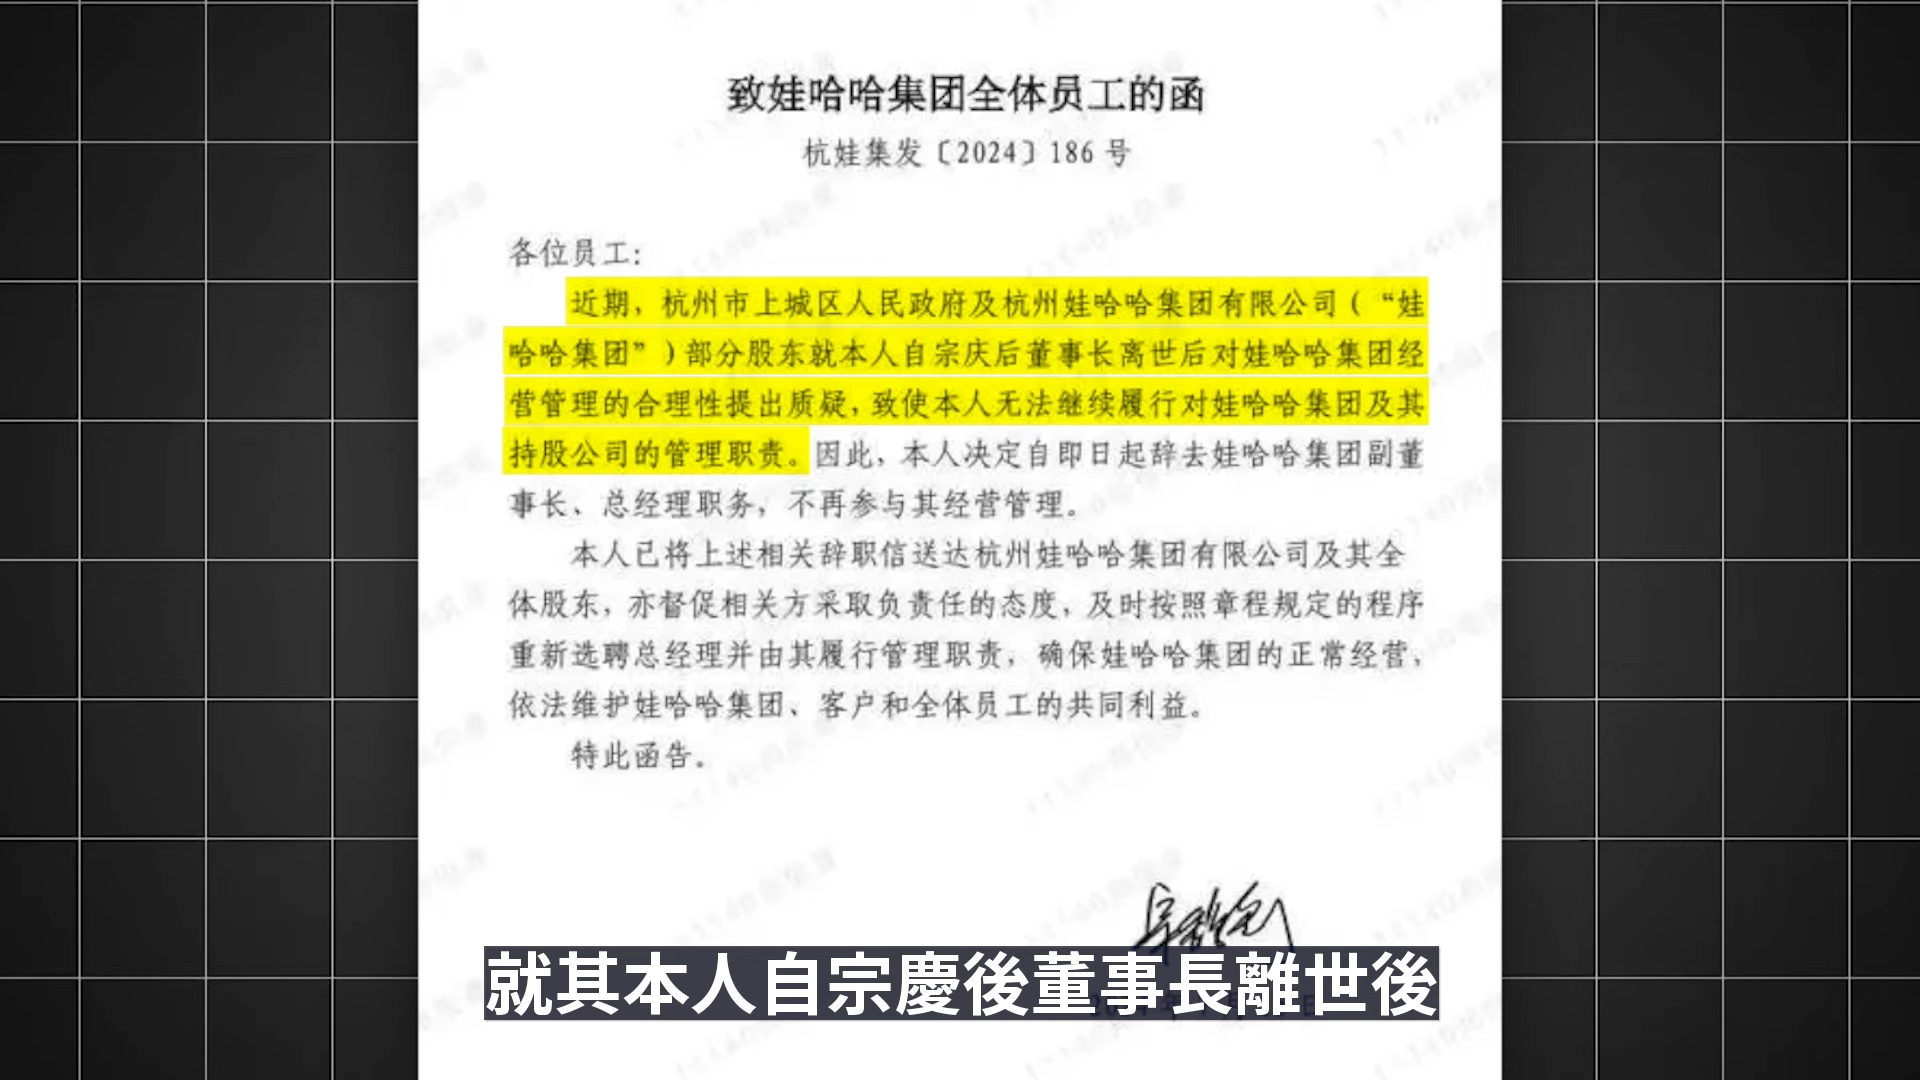 致娃哈哈集团全体员工的函
杭娃集发〔2024〕186 号
各位员工：
近期，杭州市上城区人民政府及杭州娃哈哈集团有限公司（“娃
哈哈集团”）部分股东就本人自宗庆后董事长离世后对娃哈哈集团经
营管理的合理性提出质疑，致使本人无法继续履行对娃哈哈集团及其
持股公司的管理职责。因此，本人决定自即日起辞去娃哈哈集团副董
事长、总经理职务，不再参与其经营管理。
本人已将上述相关辞职信送达杭州娃哈哈集团有限公司及其全
体股东，亦督促相关方采取负责任的态度，及时按照章程规定的程序
重新选聘总经理并由其履行管理职责，确保娃哈哈集团的正常经营、
依法维护娃哈哈集团、客户和全体员工的共同利益。
特此函告。
就其本人自宗慶後董事長離世後